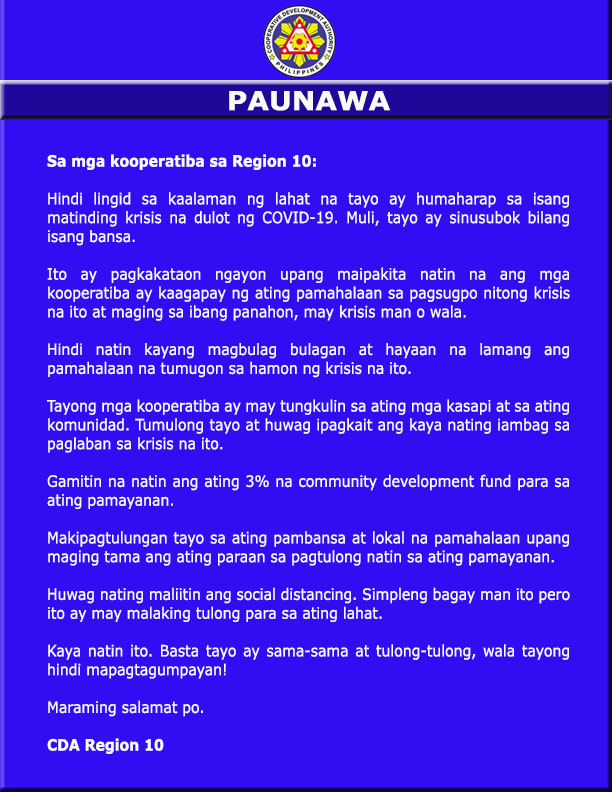 COOPERATIVE DEVELOPMENT AUTHORITY
PHILIPPINES
PAUNAWA
Sa mga kooperatiba sa Region 10:
Hindi lingid sa kaalaman ng lahat na tayo ay humaharap sa isang
matinding krisis na dulot ng COVID-19. Muli, tayo ay sinusubok bilang
isang bansa.
Ito ay pagkakataon ngayon upang maipakita natin na ang mga
kooperatiba ay kaagapay ng ating pamahalaan sa pagsugpo nitong krisis
na ito at maging sa ibang panahon, may krisis man o wala.
Hindi natin kayang magbulag bulagan at hayaan na lamang ang
pamahalaan na tumugon sa hamon ng krisis na ito.
Tayong mga kooperatiba ay may tungkulin sa ating mga kasapi at sa ating
komunidad. Tumulong tayo at huwag ipagkait ang kaya nating iambag sa
paglaban sa krisis na ito.
Gamitin na natin ang ating 3% na community development fund para sa
ating pamayanan.
Makipagtulungan tayo sa ating pambansa at lokal na pamahalaan upang
maging tama ang ating paraan sa pagtulong natin sa ating pamayanan.
Huwag nating maliitin ang social distancing. Simpleng bagay man ito pero
ito ay may malaking tulong para sa ating lahat.
Kaya natin ito. Basta tayo ay sama-sama at tulong-tulong, wala tayong
hindi mapagtagumpayan!
Maraming salamat po.
CDA Region 10